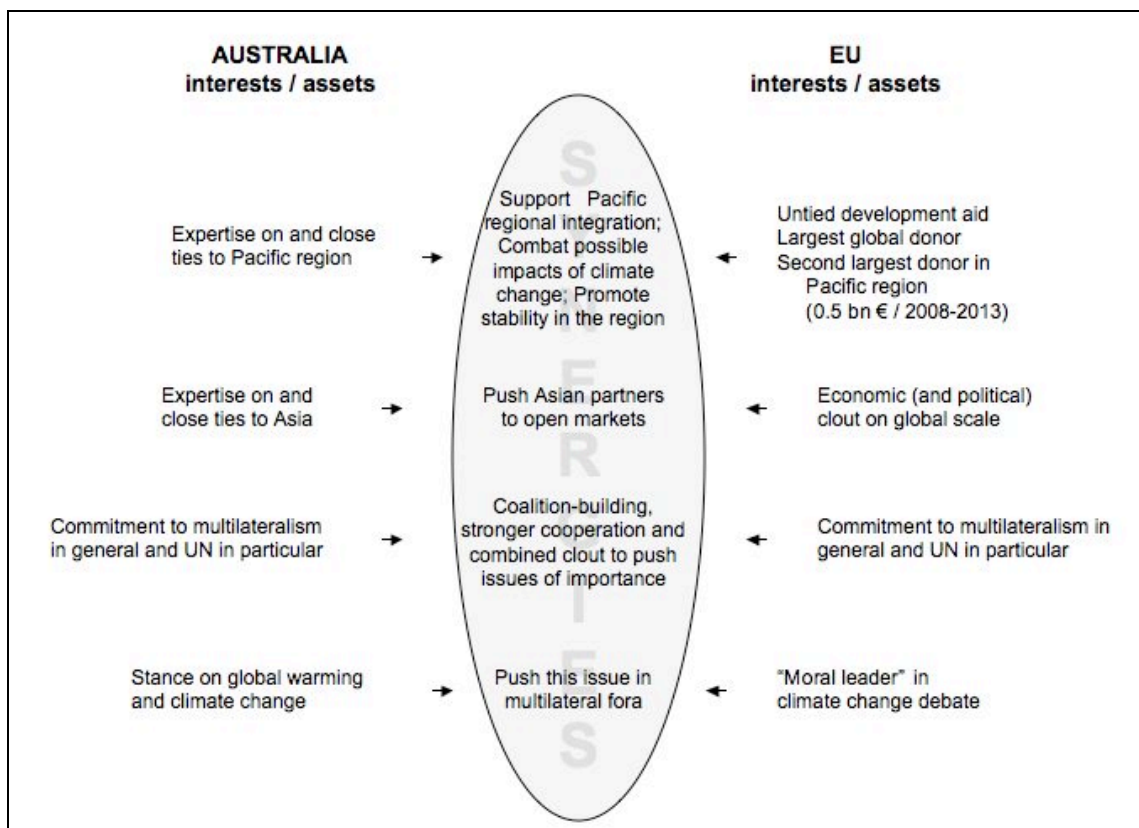 AUSTRALIA
interests / assets
EU
interests / assets
SYNERGIES
Expertise on and close
ties to Pacific region
Support Pacific
regional integration;
Combat possible
impacts of climate
change; Promote
stability in the region
Untied development aid
Largest global donor
Second largest donor in
Pacific region
(0.5 bn € / 2008-2013)
Expertise on and
close ties to Asia
Push Asian partners
to open markets
Economic (and political)
clout on global scale
Commitment to multilateralism
in general and UN in particular
Coalition-building,
stronger cooperation and
combined clout to push
issues of importance
Commitment to multilateralism in
general and UN in particular
Stance on global warming
and climate change
Push this issue in
multilateral fora
“Moral leader” in
climate change debate